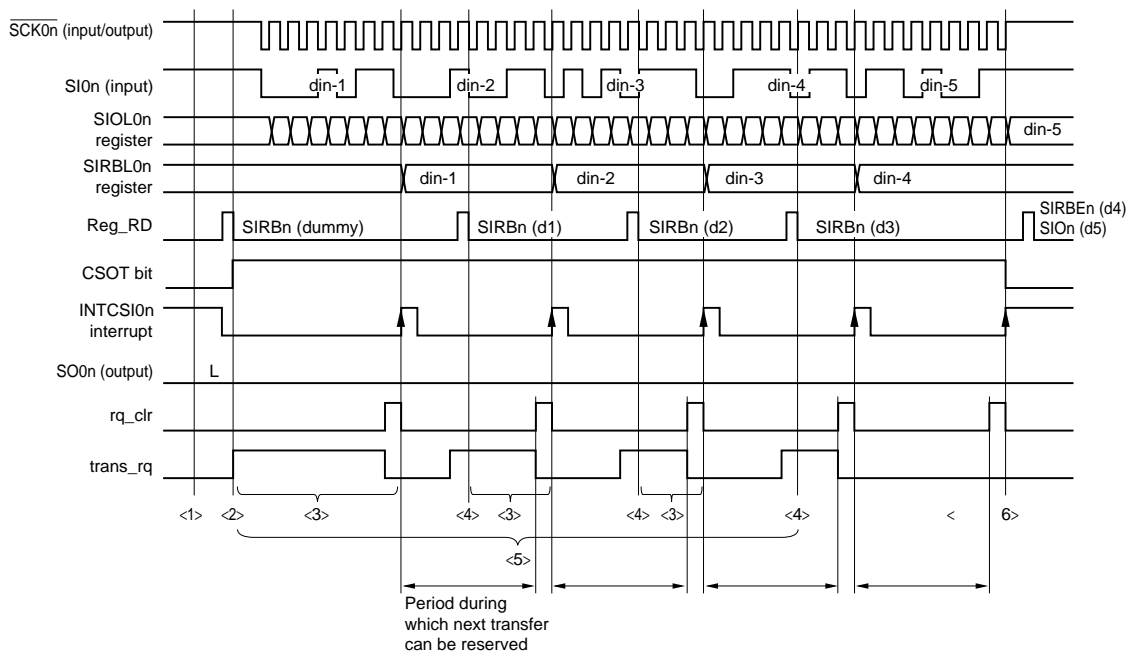 SCK0n (input/output)
SI0n (input)
din-1
din-2
din-3
din-4
din-5
SIOL0n
register
din-5
SIRBL0n
register
din-1
din-2
din-3
din-4
Reg_RD
SIRBn (dummy)
SIRBn (d1)
SIRBn (d2)
SIRBn (d3)
SIRBEn (d4)
SIOn (d5)
CSOT bit
INTCSI0n
interrupt
SO0n (output)
L
rq_clr
trans_rq
<1>
<2>
<3>
<4>
<3>
<4>
<3>
<4>
<
6>
<5>
Period during
which next transfer
can be reserved